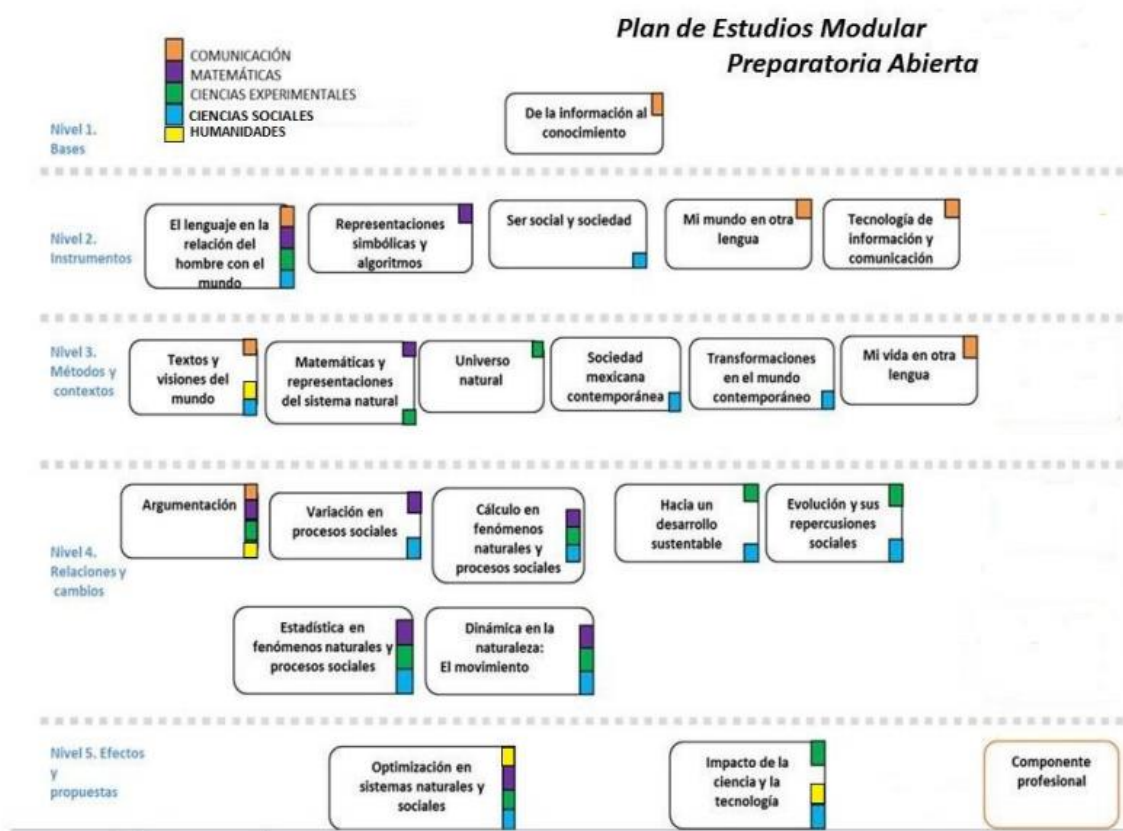 Plan de Estudios Modular
Preparatoria Abierta
COMUNICACIÓN
MATEMÁTICAS
CIENCIAS EXPERIMENTALES
CIENCIAS SOCIALES
HUMANIDADES
Nivel 1.
Bases
De la información al
conocimiento
Nivel 2.
Instrumentos
El lenguaje en la
relación del
hombre con el
mundo
Representaciones
simbólicas y
algoritmos
Ser social y sociedad
Mi mundo en otra
lengua
Tecnología de
información y
comunicación
Nivel 3.
Métodos y
contextos
Textos y
visiones del
mundo
Matemáticas y
representaciones
del sistema natural
Universo
natural
Sociedad
mexicana
contemporánea
Transformaciones
en el mundo
contemporáneo
Mi vida en otra
lengua
Nivel 4.
Relaciones y
cambios
Argumentación
Variación en
procesos sociales
Cálculo en
fenómenos
naturales y
procesos sociales
Hacia un
desarrollo
sustentable
Evolución y sus
repercusiones
sociales
Estadística en
fenómenos naturales y
procesos sociales
Dinámica en la
naturaleza:
El movimiento
Nivel 5. Efectos
y
propuestas
Optimización en
sistemas naturales y
sociales
Impacto de la
ciencia y la
tecnología
Componente
profesional